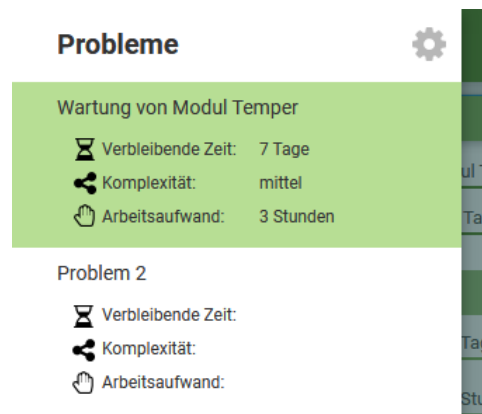 Probleme
Wartung von Modul Temper
Verbleibende Zeit: 7 Tage
Komplexität: mittel
Arbeitsaufwand: 3 Stunden
Problem 2
Verbleibende Zeit:
Komplexität:
Arbeitsaufwand: